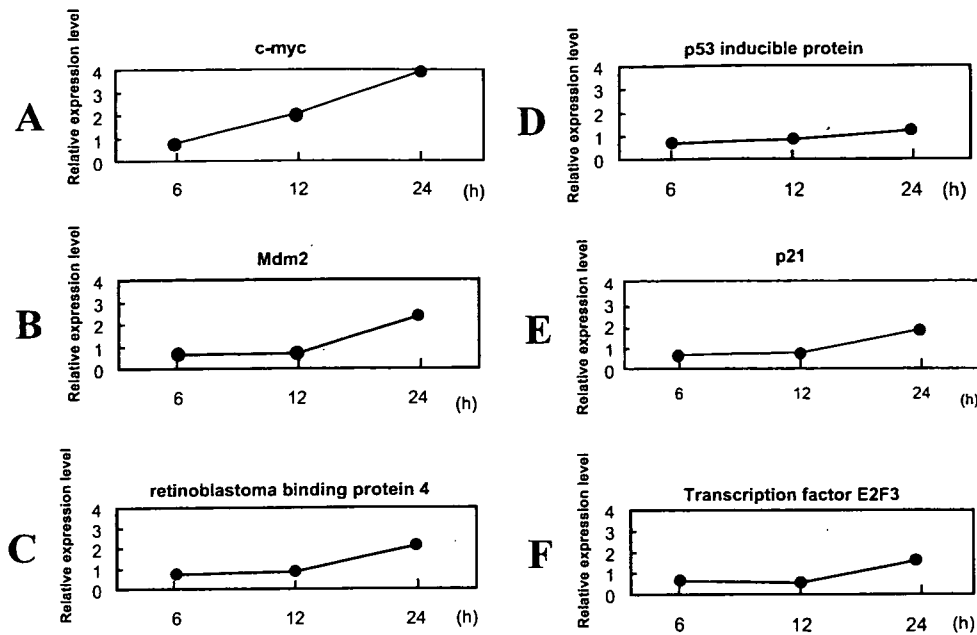 A
c-myc
Relative expression level
4
3
2
1
0
6 12 24 (h)
B
Mdm2
Relative expression level
4
3
2
1
0
6 12 24 (h)
C
retinoblastoma binding protein 4
Relative expression level
4
3
2
1
0
6 12 24 (h)
D
p53 inducible protein
Relative expression level
4
3
2
1
0
6 12 24 (h)
E
p21
Relative expression level
4
3
2
1
0
6 12 24 (h)
F
Transcription factor E2F3
Relative expression level
4
3
2
1
0
6 12 24 (h)